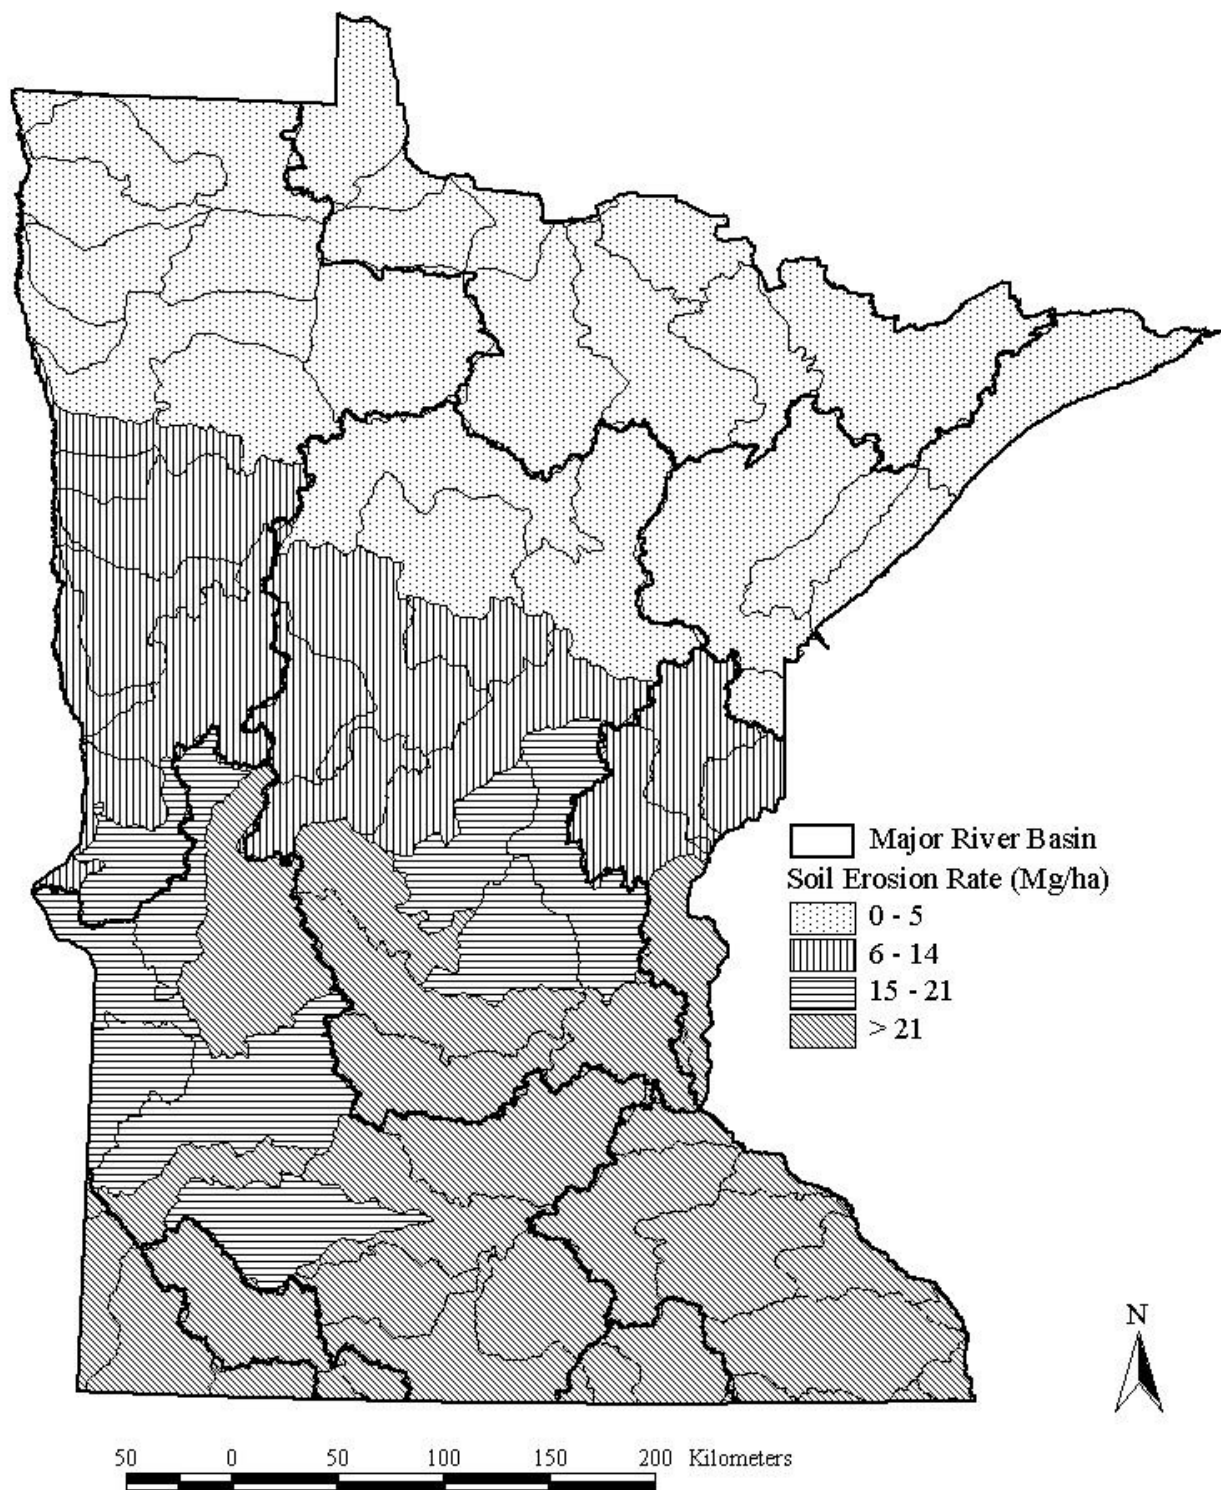 Major River Basin
Soil Erosion Rate (Mg/ha)
0 - 5
6 - 14
15 - 21
> 21
N
50 0 50 100 150 200 Kilometers